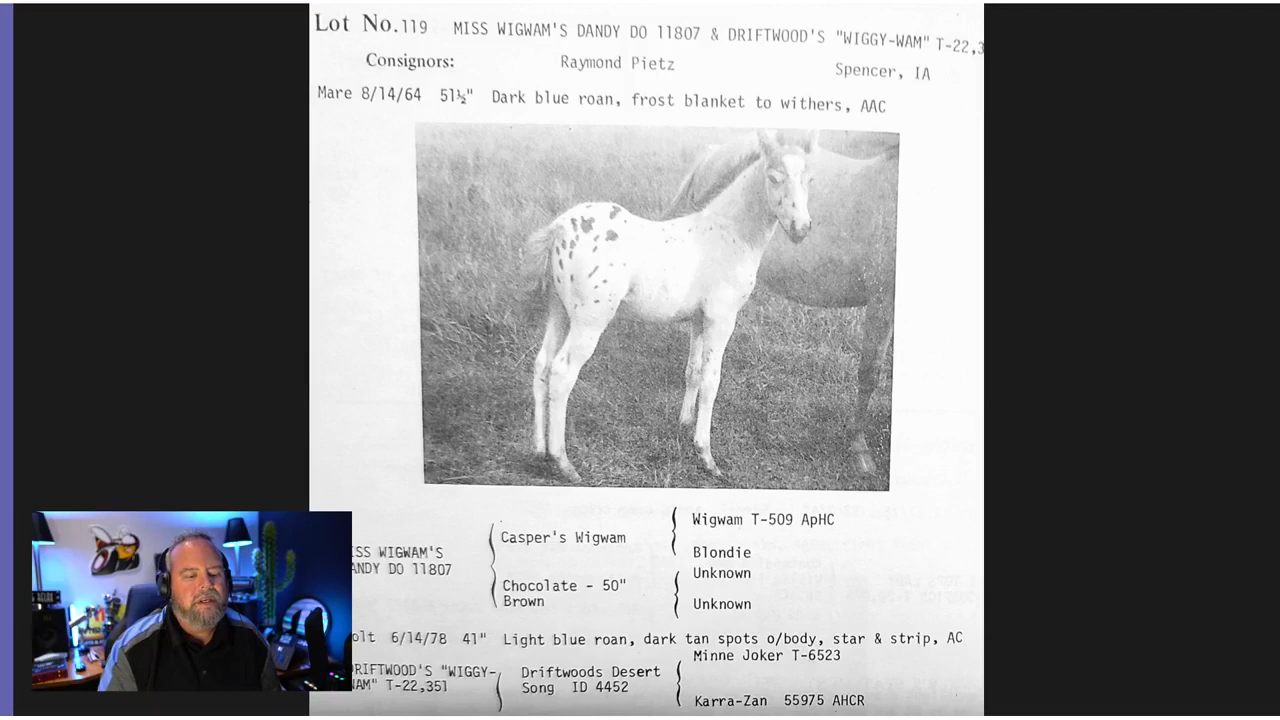 Lot No.119 MISS WIGWAM'S DANDY DO 11807 & DRIFTWOOD'S "WIGGY-WAM" T-22,3
Consignors: Raymond Pietz Spencer, IA
Mare 8/14/64 51½" Dark blue roan, frost blanket to withers, AAC
ISS WIGWAM'S
ANDY DO 11807
Casper's Wigwam
Chocolate - 50"
Brown
Wigwam T-509 ApHC
Blondie
Unknown
Unknown
olt 6/14/78 41" Light blue roan, dark tan spots o/body, star & strip, AC
DRIFTWOOD'S "WIGGY-
WAM" T-22,351
Driftwoods Desert
Song ID 4452
Minne Joker T-6523
Karra-Zan 55975 AHCR